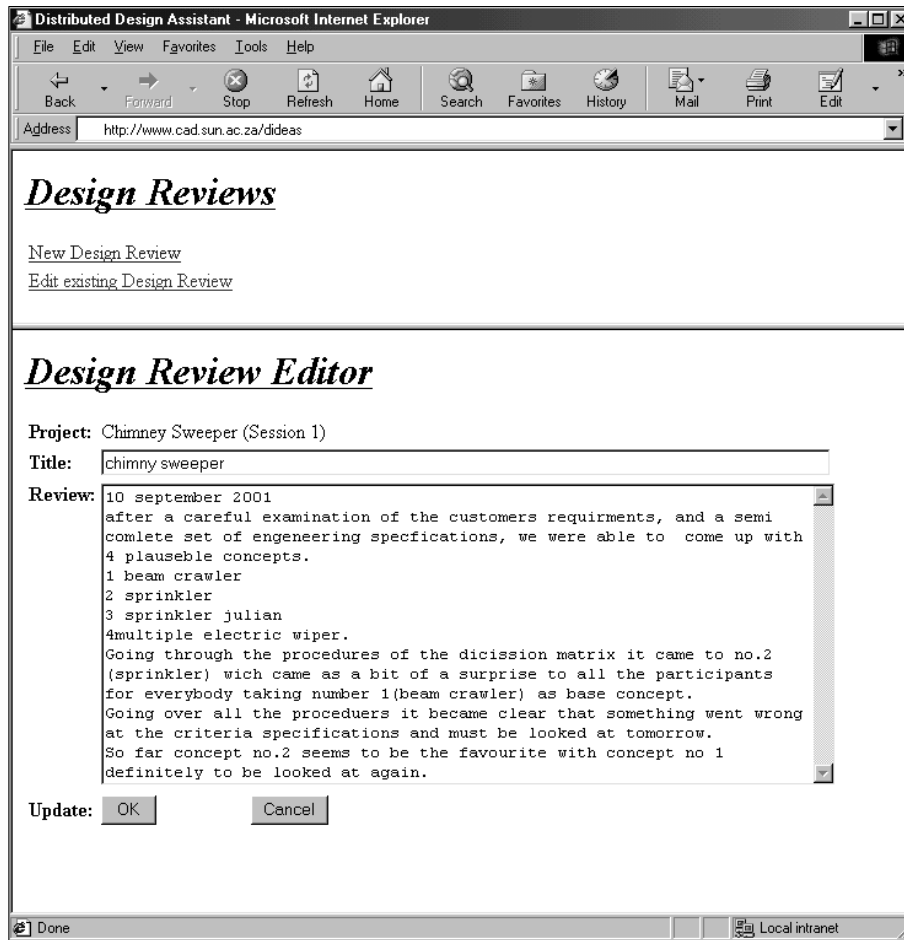 Distributed Design Assistant - Microsoft Internet Explorer
File Edit View Favorites Tools Help
Back Forward Stop Refresh Home Search Favorites History Mail Print Edit
Address http://www.cad.sun.ac.za/dideas
Design Reviews
New Design Review
Edit existing Design Review
Design Review Editor
Project: Chimney Sweeper (Session 1)
Title: chimny sweeper
Review: 10 september 2001
after a careful examination of the customers requirments, and a semi
comlete set of engeneering specfications, we were able to  come up with
4 plauseble concepts.
1 beam crawler
2 sprinkler
3 sprinkler julian
4multiple electric wiper.
Going through the procedures of the dicission matrix it came to no.2
(sprinkler) wich came as a bit of a surprise to all the participants
for everybody taking number 1(beam crawler) as base concept.
Going over all the proceduers it became clear that something went wrong
at the criteria specifications and must be looked at tomorrow.
So far concept no.2 seems to be the favourite with concept no 1
definitely to be looked at again.
Update: OK Cancel
Done Local intranet